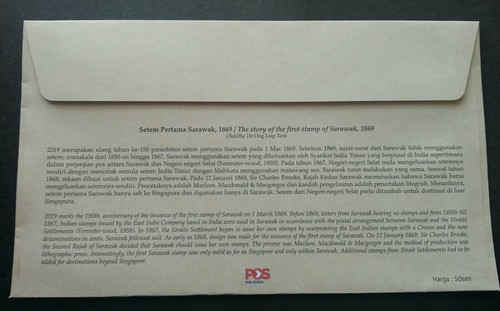 Setem Pertama Sarawak, 1869 / The story of the first stamp of Sarawak, 1869
Oleh/By: Dr Ong Liap Teck
2019 merupakan ulang tahun ke-150 penerbitan setem pertama Sarawak pada 1 Mac 1869. Sebelum 1869, surat-surat dari Sarawak tidak menggunakan
setem; manakala dari 1850-an hingga 1867, Sarawak menggunakan setem yang dikeluarkan oleh Syarikat India Timur yang berpusat di India sepertimana
dalam perjanjian pos antara Sarawak dan Negeri-negeri Selat (Forrester-wood, 1959). Pada tahun 1867, Negeri-negeri Selat mula mengeluarkan setemnya
sendiri dengan mencetak semula setem India Timur dengan Mahkota menggunakan matawang sen. Sarawak turut melakukan yang sama. Seawal tahun
1868, rekaan dibuat untuk setem pertama Sarawak. Pada 12 Januari 1869, Sir Charles Brooke, Rajah Kedua Sarawak memutuskan bahawa Sarawak harus
mengeluarkan setemnya sendiri. Pencetaknya adalah Maclure, Macdonald & Macgregor dan kaedah pengeluaran adalah pencetakan litografi. Menariknya,
setem pertama Sarawak hanya sah ke Singapura dan digunakan hanya di Sarawak. Setem dari Negeri-negeri Selat perlu ditambah untuk destinasi di luar
Singapura.
2019 marks the 150th anniversary of the issuance of the first stamp of Sarawak on 1 March 1869. Before 1869, letters from Sarawak bearing no stamps and from 1850s till
1867, Indian stamps issued by the East India Company based in India were used in Sarawak in accordance with the postal arrangement between Sarawak and the Straits
Settlements (Forrester-wood, 1959). In 1867, the Straits Settlement began to issue her own stamps by overprinting the East Indian stamps with a Crown and the new
denominations in cents. Sarawak followed suit. As early as 1868, design was made for the issuance of the first stamp of Sarawak. On 12 January 1869, Sir Charles Brooke,
the Second Rajah of Sarawak decided that Sarawak should issue her own stamps. The printer was Maclure, Macdonald & Macgregor and the method of production was
lithographic press. Interestingly, the first Sarawak stamp was only valid as far as Singapore and only within Sarawak. Additional stamps from Strait Settlements had to be
added for destinations beyond Singapore.
POS
MALAYSIA
Harga : 50sen